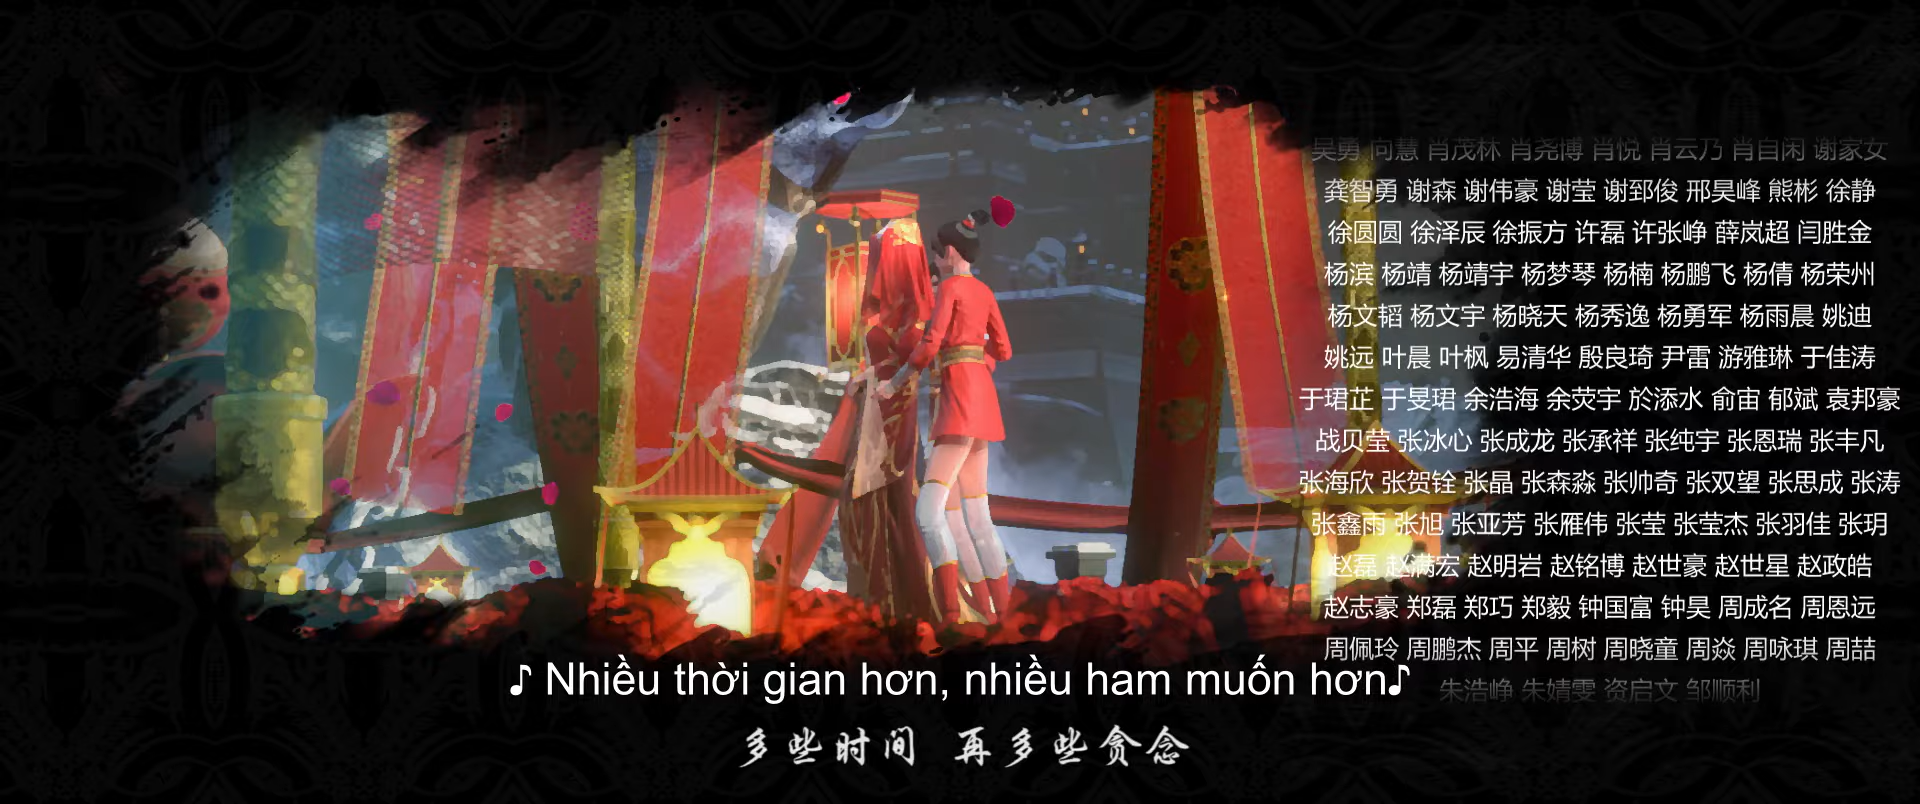 吴勇 向慧 肖茂林 肖尧博 肖悦 肖云乃 肖自闲 谢家女
龚智勇 谢森 谢伟豪 谢莹 谢郅俊 邢昊峰 熊彬 徐静
徐圆圆 徐泽辰 徐振方 许磊 许张峥 薛岚超 闫胜金
杨滨 杨靖 杨靖宇 杨梦琴 杨楠 杨鹏飞 杨倩 杨荣州
杨文韬 杨文宇 杨晓天 杨秀逸 杨勇军 杨雨晨 姚迪
姚远 叶晨 叶枫 易清华 殷良琦 尹雷 游雅琳 于佳涛
于珺芷 于旻珺 余浩海 余荧宇 於添水 俞宙 郁斌 袁邦豪
战贝莹 张冰心 张成龙 张承祥 张纯宇 张恩瑞 张丰凡
张海欣 张贺铨 张晶 张森淼 张帅奇 张双望 张思成 张涛
张鑫雨 张旭 张亚芳 张雁伟 张莹 张莹杰 张羽佳 张玥
赵磊 赵满宏 赵明岩 赵铭博 赵世豪 赵世星 赵政皓
赵志豪 郑磊 郑巧 郑毅 钟国富 钟昊 周成名 周恩远
周佩玲 周鹏杰 周平 周树 周晓童 周焱 周咏琪 周喆
朱浩峥 朱婧雯 资启文 邹顺利
♪ Nhiều thời gian hơn, nhiều ham muốn hơn♪
多些时间 再多些贪念